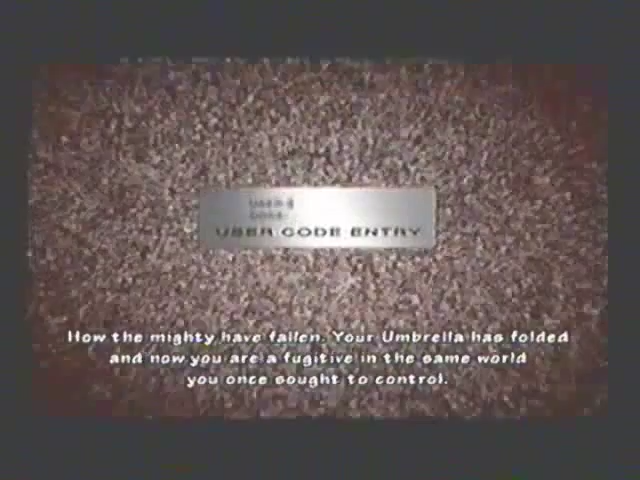 USER CODE ENTRY
How the mighty have fallen. Your Umbrella has folded
and now you are a fugitive in the same world
you once sought to control.